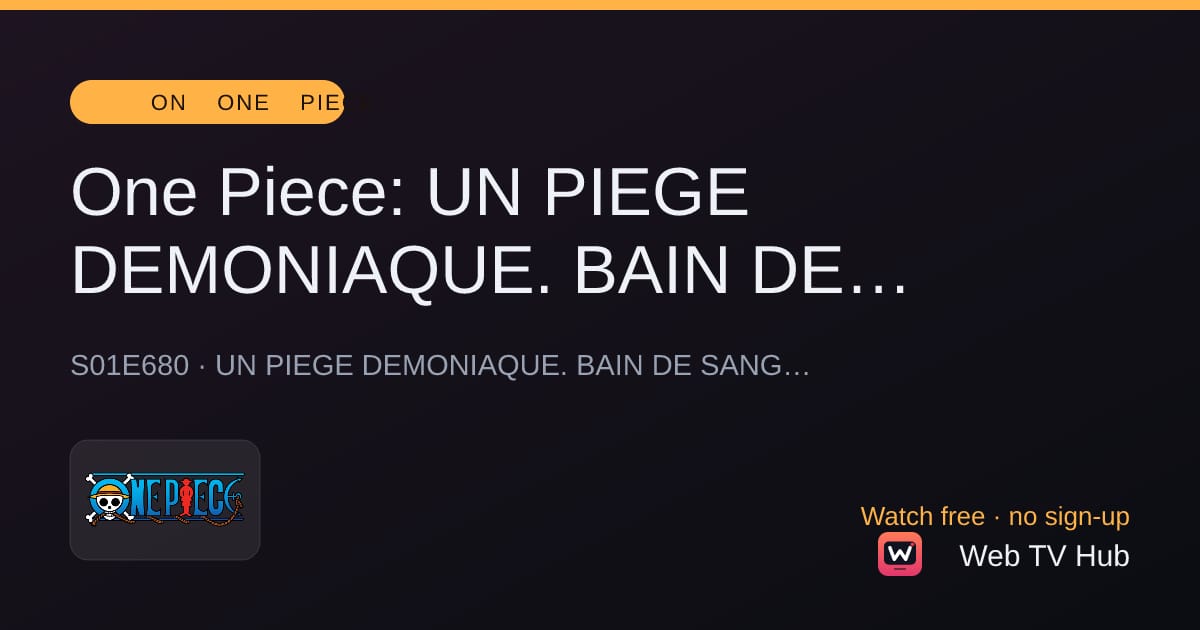 ON ONE PIECE
One Piece: UN PIEGE
DEMONIAQUE. BAIN DE…
S01E680 · UN PIEGE DEMONIAQUE. BAIN DE SANG…
ONE PIECE
Watch free · no sign-up
W
Web TV Hub